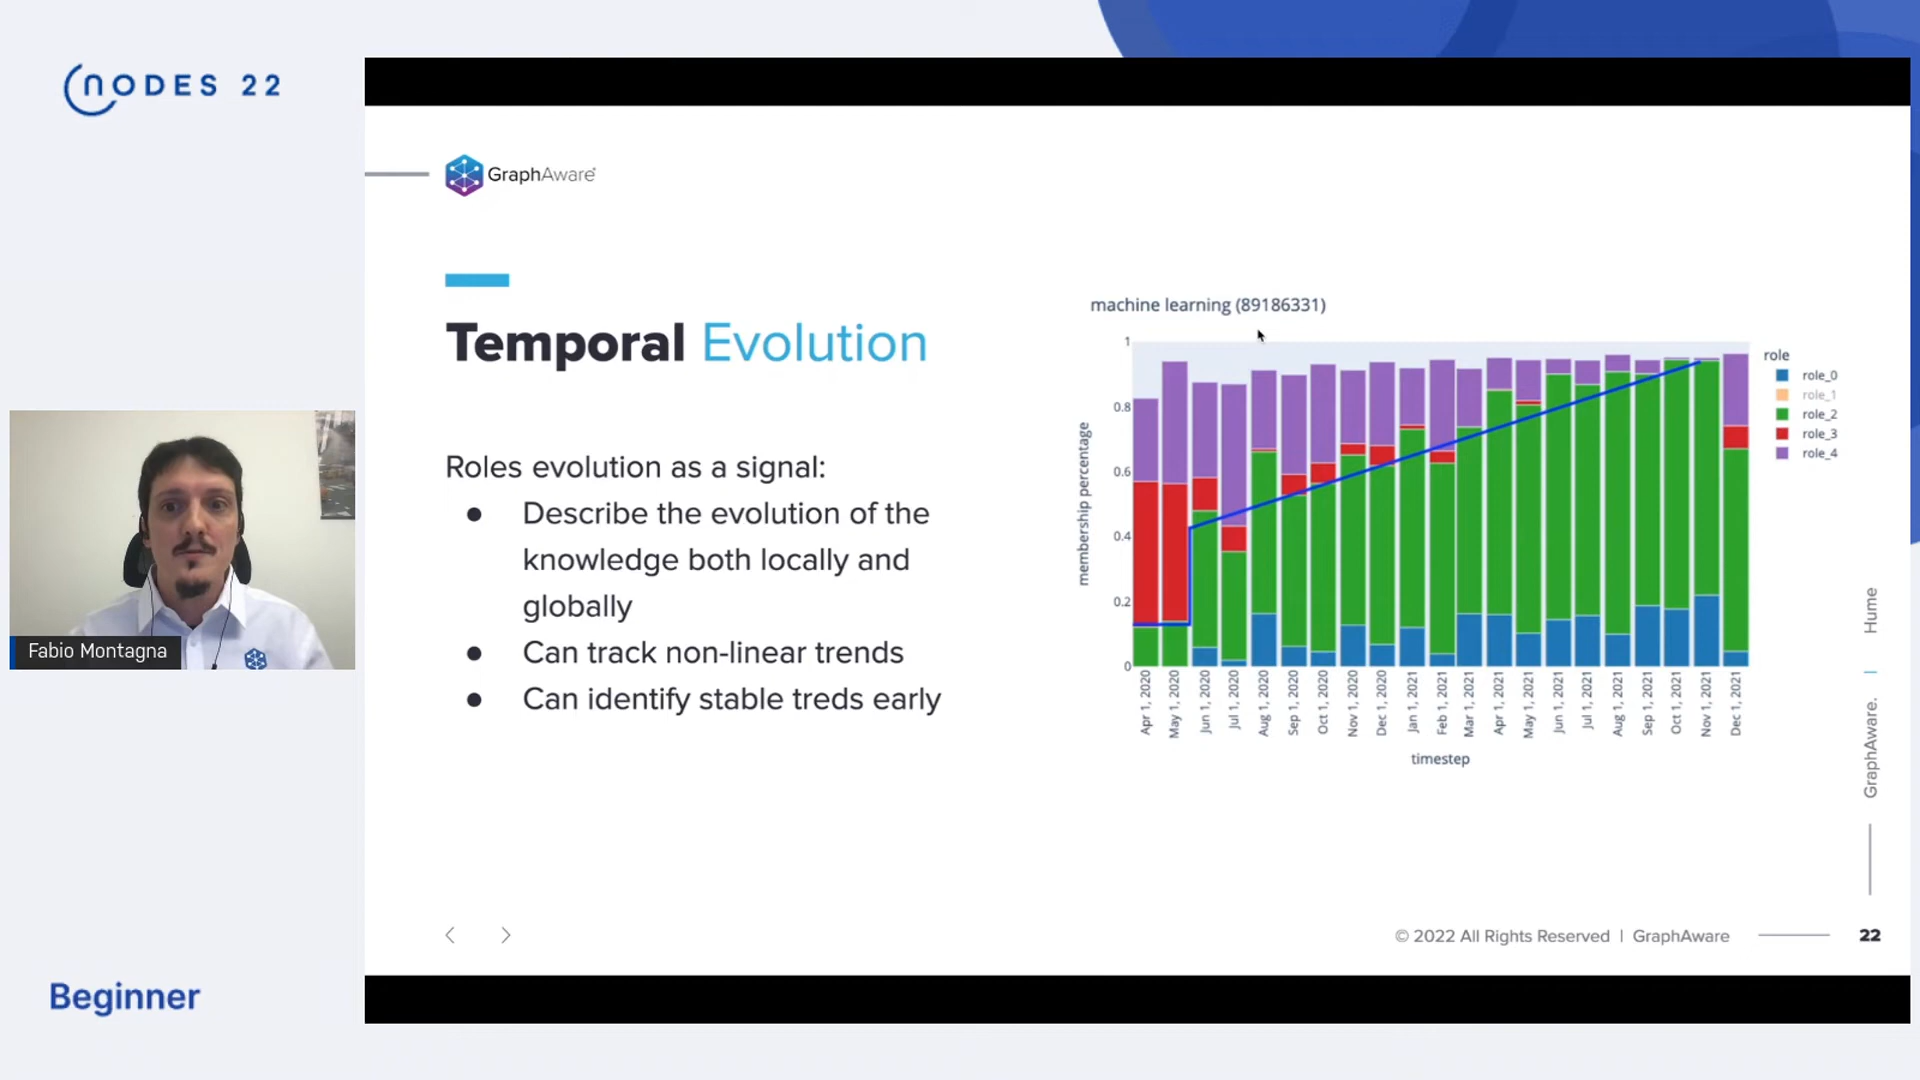 NODES 22
GraphAware
Temporal Evolution
Roles evolution as a signal:
● Describe the evolution of the
knowledge both locally and
globally
● Can track non-linear trends
● Can identify stable treds early
machine learning (89186331)
membership percentage
1
0.8
0.6
0.4
0.2
0
Apr 1, 2020
May 1, 2020
Jun 1, 2020
Jul 1, 2020
Aug 1, 2020
Sep 1, 2020
Oct 1, 2020
Nov 1, 2020
Dec 1, 2020
Jan 1, 2021
Feb 1, 2021
Mar 1, 2021
Apr 1, 2021
May 1, 2021
Jun 1, 2021
Jul 1, 2021
Aug 1, 2021
Sep 1, 2021
Oct 1, 2021
Nov 1, 2021
Dec 1, 2021
timestep
role
role_0
role_1
role_2
role_3
role_4
GraphAware. | Hume
Fabio Montagna
© 2022 All Rights Reserved | GraphAware
22
Beginner